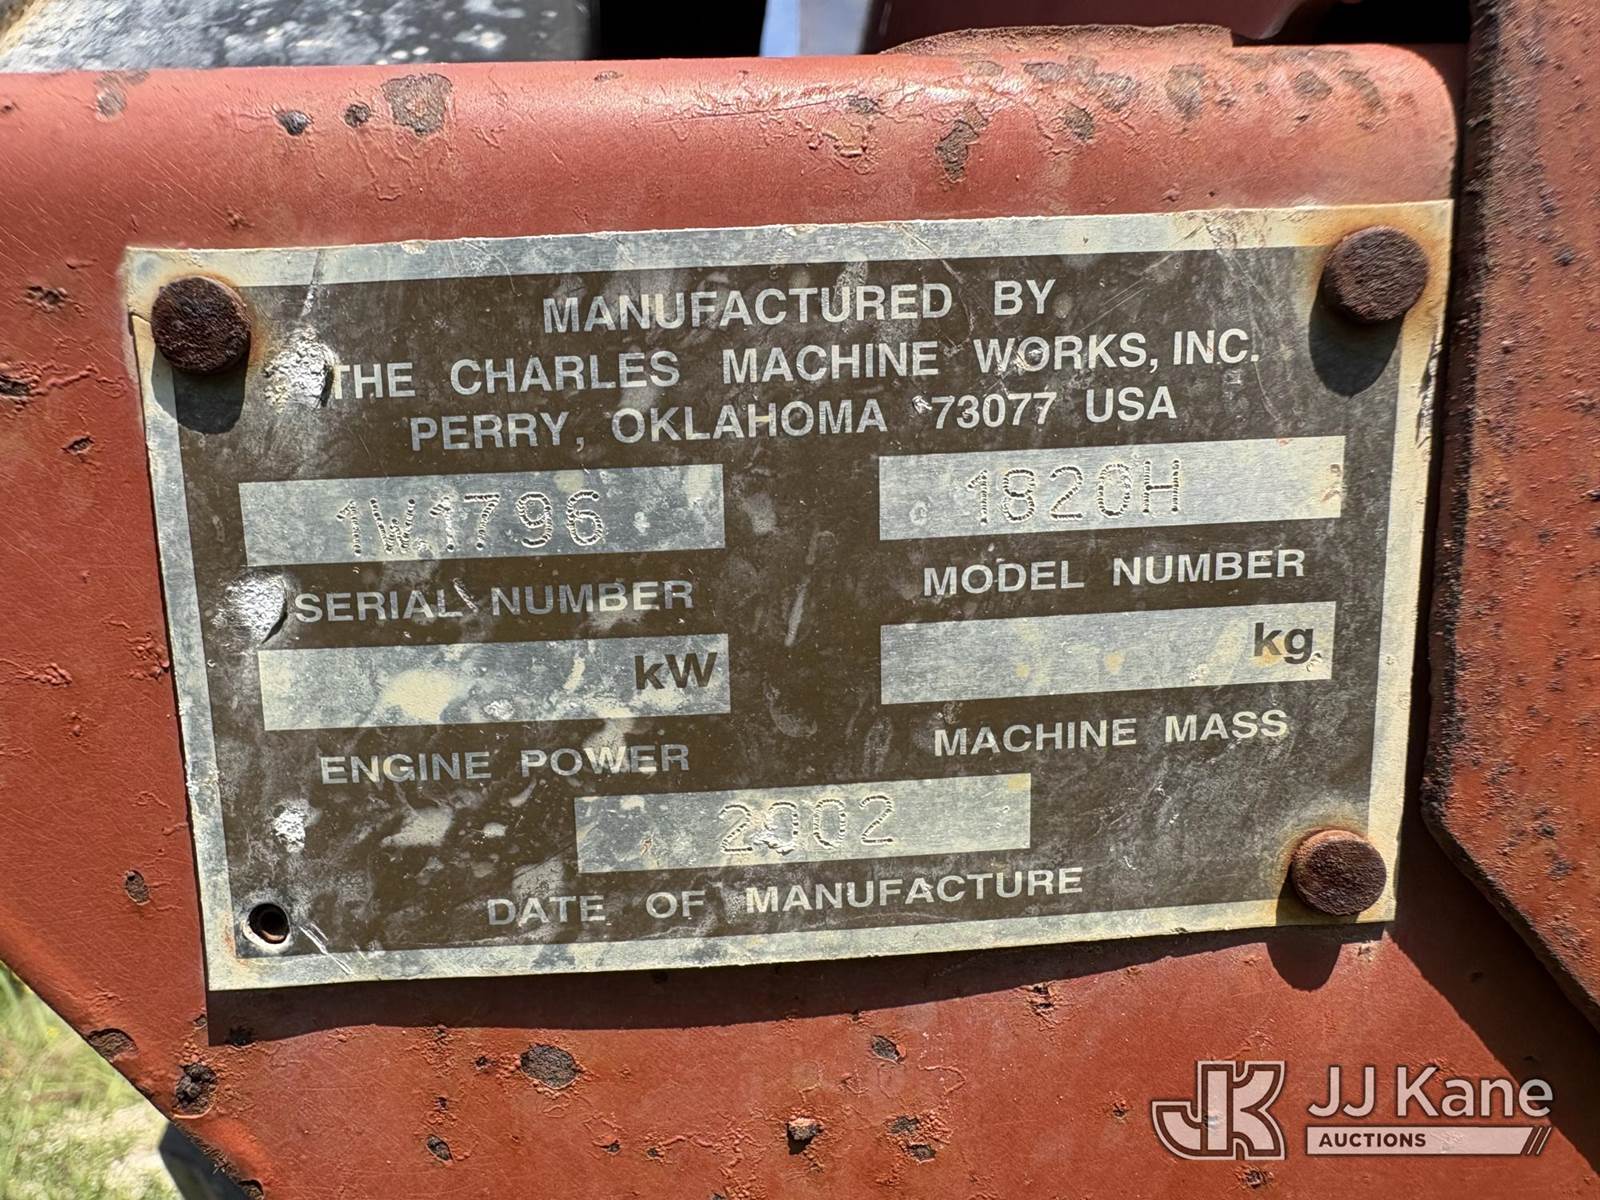 MANUFACTURED BY
THE CHARLES MACHINE WORKS, INC.
PERRY, OKLAHOMA 73077 USA
1W1796
1820H
SERIAL NUMBER
MODEL NUMBER
kW
kg
ENGINE POWER
MACHINE MASS
2002
DATE OF MANUFACTURE
JK JJ Kane
AUCTIONS